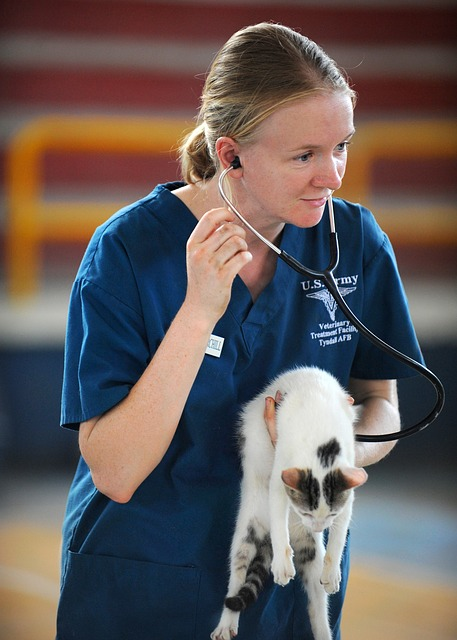 U.S. Army
Veterinary
Treatment Facility
Tyndall AFB